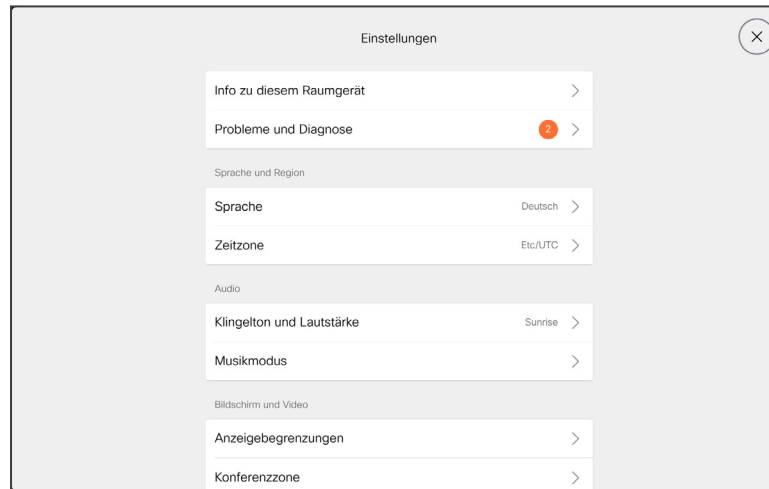 Einstellungen
Info zu diesem Raumgerät
Probleme und Diagnose 2
Sprache und Region
Sprache Deutsch
Zeitzone Etc/UTC
Audio
Klingelton und Lautstärke Sunrise
Musikmodus
Bildschirm und Video
Anzeigebegrenzungen
Konferenzzone